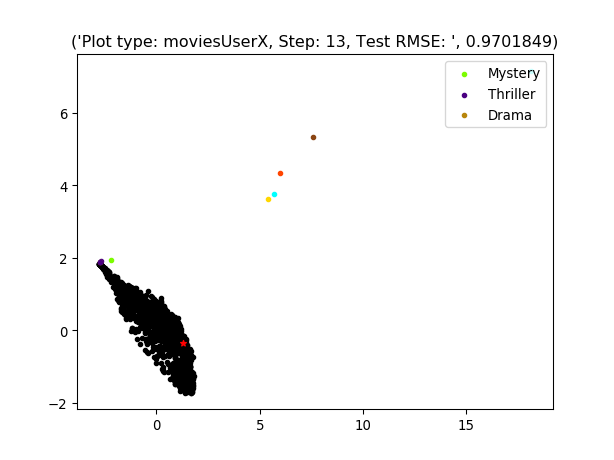 ('Plot type: moviesUserX, Step: 13, Test RMSE: ', 0.9701849)
Mystery
Thriller
Drama
6
4
2
0
−2
0
5
10
15